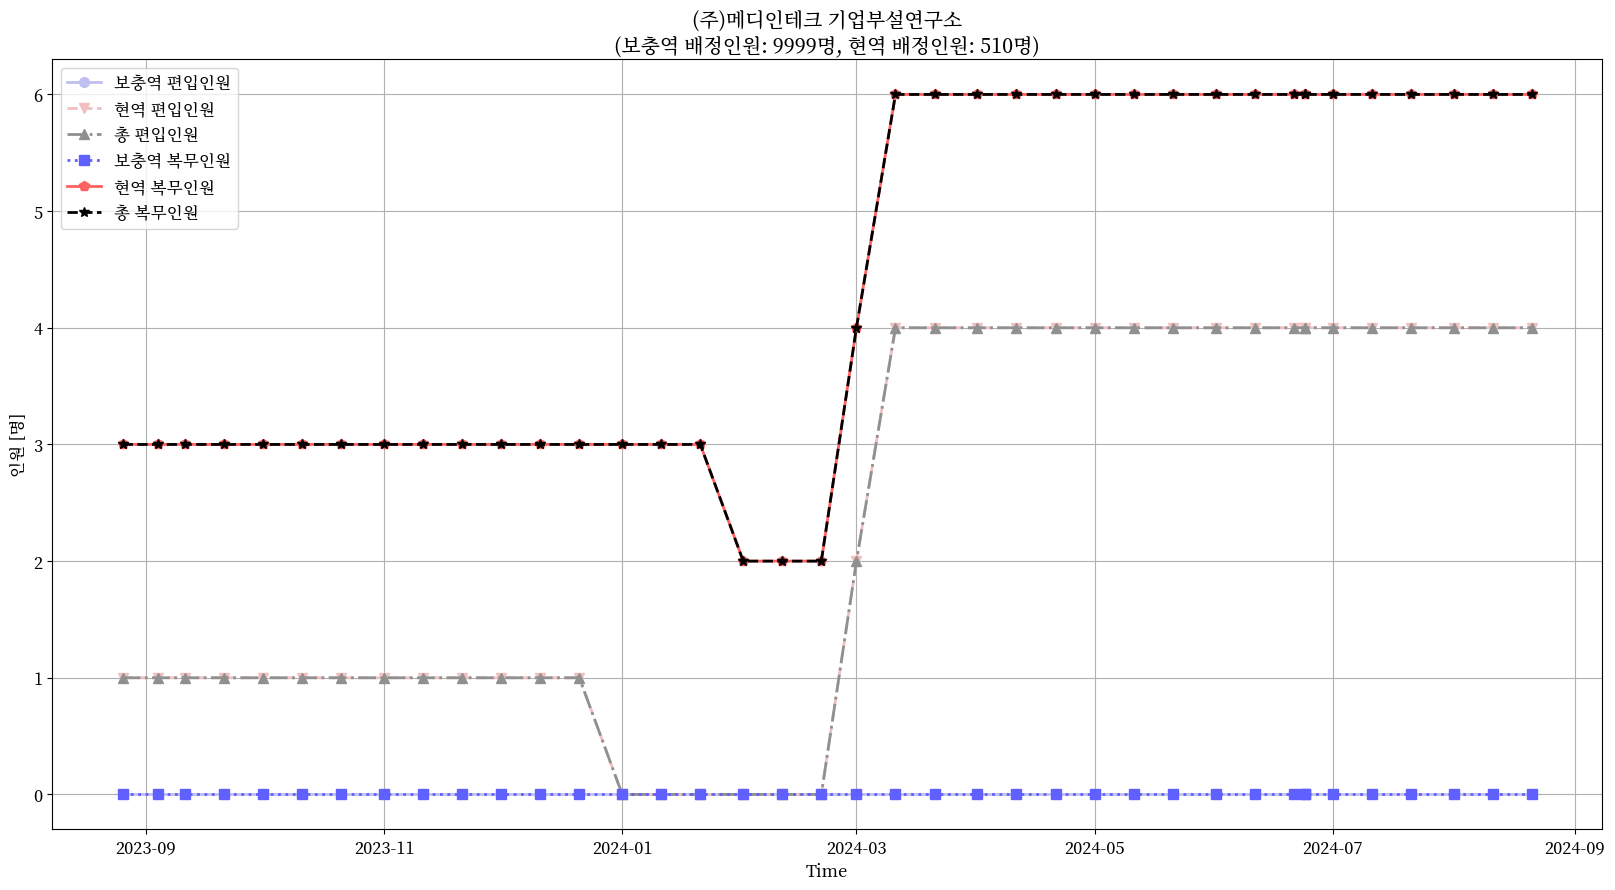 (주)메디인테크 기업부설연구소
(보충역 배정인원: 9999명, 현역 배정인원: 510명)
보충역 편입인원
현역 편입인원
총 편입인원
보충역 복무인원
현역 복무인원
총 복무인원
6
5
4
3
2
1
0
인원 [명]
2023-09
2023-11
2024-01
2024-03
2024-05
2024-07
2024-09
Time